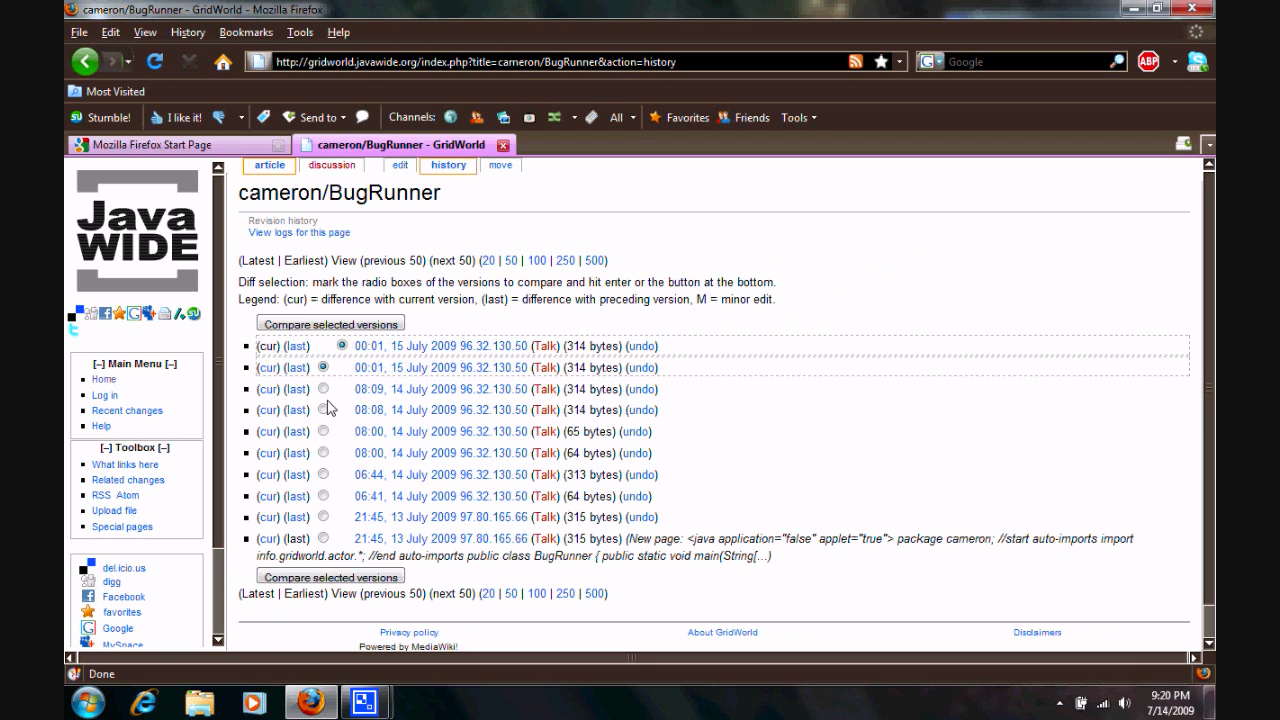 cameron/BugRunner - GridWorld - Mozilla Firefox
File Edit View History Bookmarks Tools Help
http://gridworld.javawide.org/index.php?title=cameron/BugRunner&action=history
Google
ABP
Most Visited
Stumble! I like it! Send to Channels: All Favorites Friends Tools
Mozilla Firefox Start Page
cameron/BugRunner - GridWorld
article discussion edit history move
Java
WIDE
[–] Main Menu [–]
Home
Log in
Recent changes
Help
[–] Toolbox [–]
What links here
Related changes
RSS Atom
Upload file
Special pages
del.icio.us
digg
Facebook
favorites
Google
MySpace
cameron/BugRunner
Revision history
View logs for this page
(Latest | Earliest) View (previous 50) (next 50) (20 | 50 | 100 | 250 | 500)
Diff selection: mark the radio boxes of the versions to compare and hit enter or the button at the bottom.
Legend: (cur) = difference with current version, (last) = difference with preceding version, M = minor edit.
Compare selected versions
(cur) (last) 00:01, 15 July 2009 96.32.130.50 (Talk) (314 bytes) (undo)
(cur) (last) 00:01, 15 July 2009 96.32.130.50 (Talk) (314 bytes) (undo)
(cur) (last) 08:09, 14 July 2009 96.32.130.50 (Talk) (314 bytes) (undo)
(cur) (last) 08:08, 14 July 2009 96.32.130.50 (Talk) (314 bytes) (undo)
(cur) (last) 08:00, 14 July 2009 96.32.130.50 (Talk) (65 bytes) (undo)
(cur) (last) 08:00, 14 July 2009 96.32.130.50 (Talk) (64 bytes) (undo)
(cur) (last) 06:44, 14 July 2009 96.32.130.50 (Talk) (313 bytes) (undo)
(cur) (last) 06:41, 14 July 2009 96.32.130.50 (Talk) (64 bytes) (undo)
(cur) (last) 21:45, 13 July 2009 97.80.165.66 (Talk) (315 bytes) (undo)
(cur) (last) 21:45, 13 July 2009 97.80.165.66 (Talk) (315 bytes) (New page: <java application="false" applet="true"> package cameron; //start auto-imports import
info.gridworld.actor.*; //end auto-imports public class BugRunner { public static void main(String[...)
Compare selected versions
(Latest | Earliest) View (previous 50) (next 50) (20 | 50 | 100 | 250 | 500)
Privacy policy About GridWorld Disclaimers
Powered by MediaWiki!
Done
9:20 PM
7/14/2009